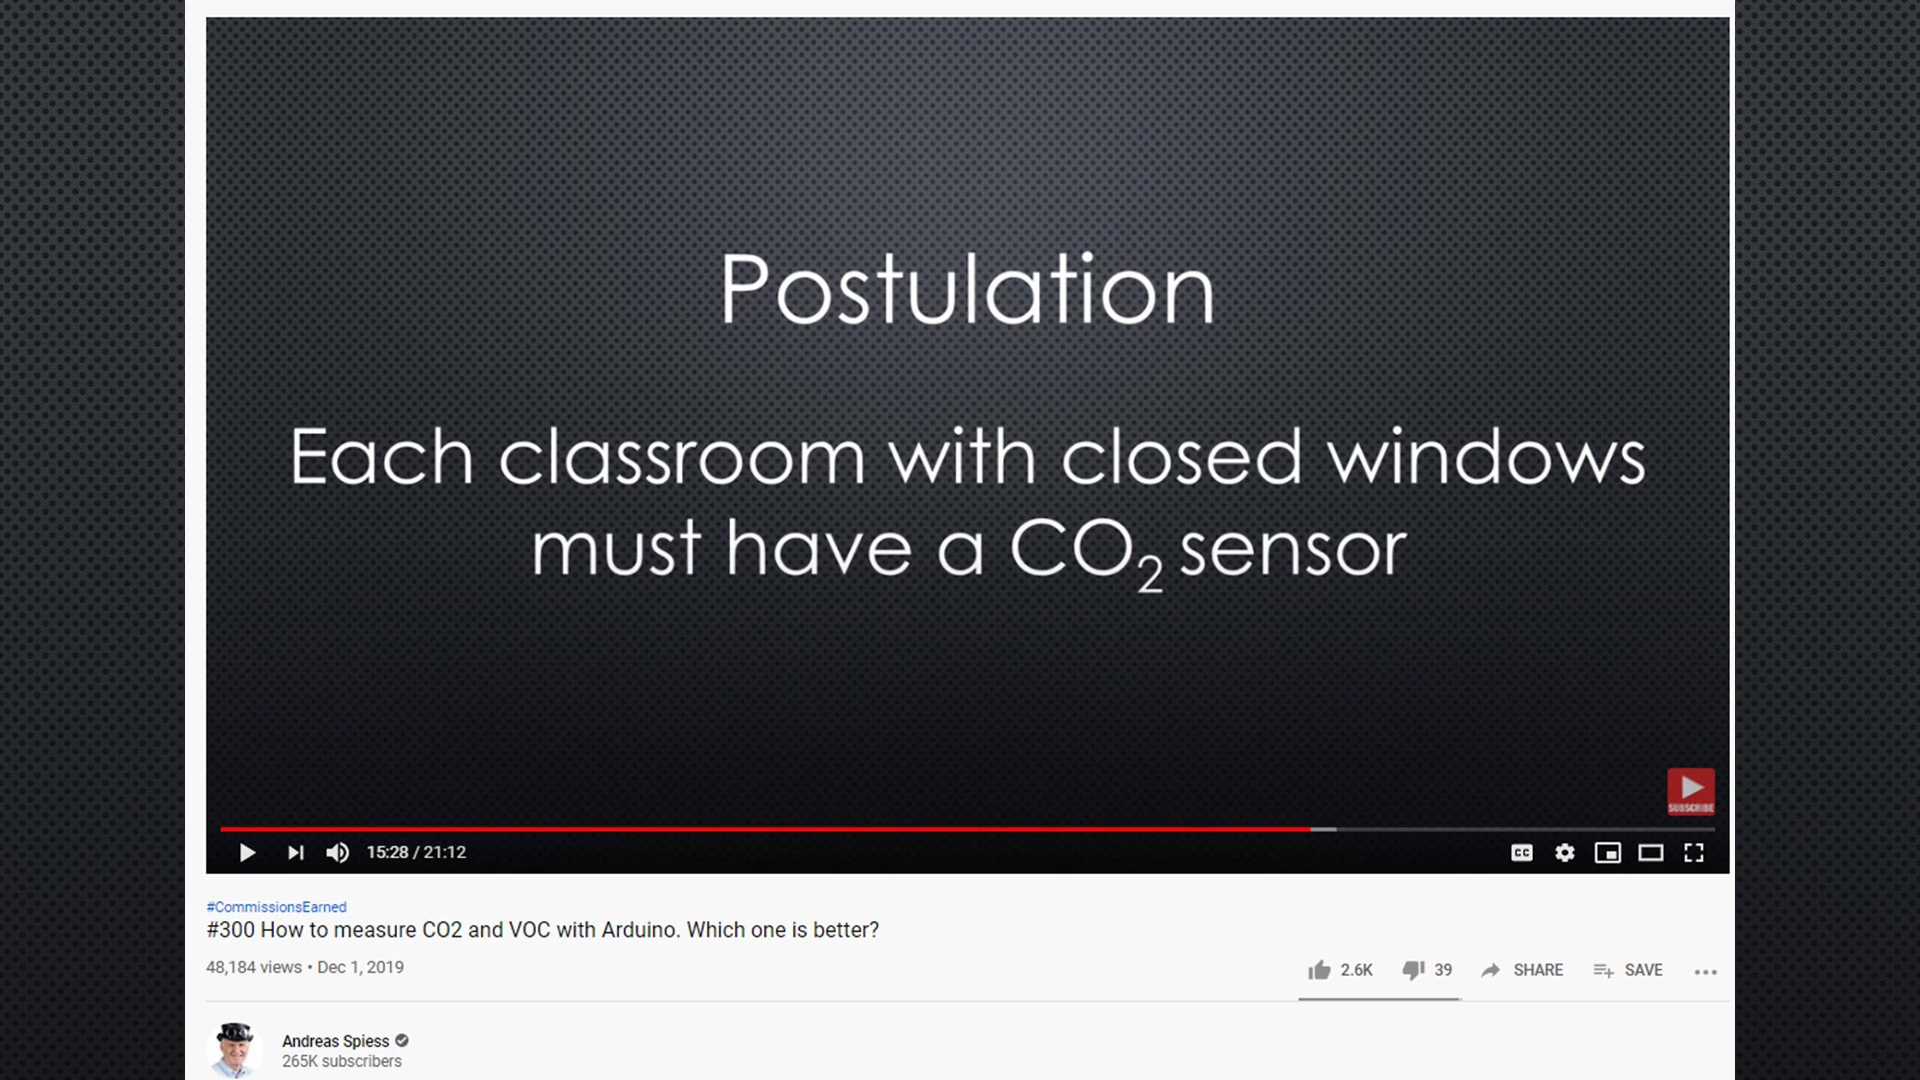 Postulation
Each classroom with closed windows
must have a CO₂ sensor
SUBSCRIBE
15:28 / 21:12
CC
#CommissionsEarned
#300 How to measure CO2 and VOC with Arduino. Which one is better?
48,184 views • Dec 1, 2019
2.6K
39
SHARE
SAVE
Andreas Spiess
265K subscribers